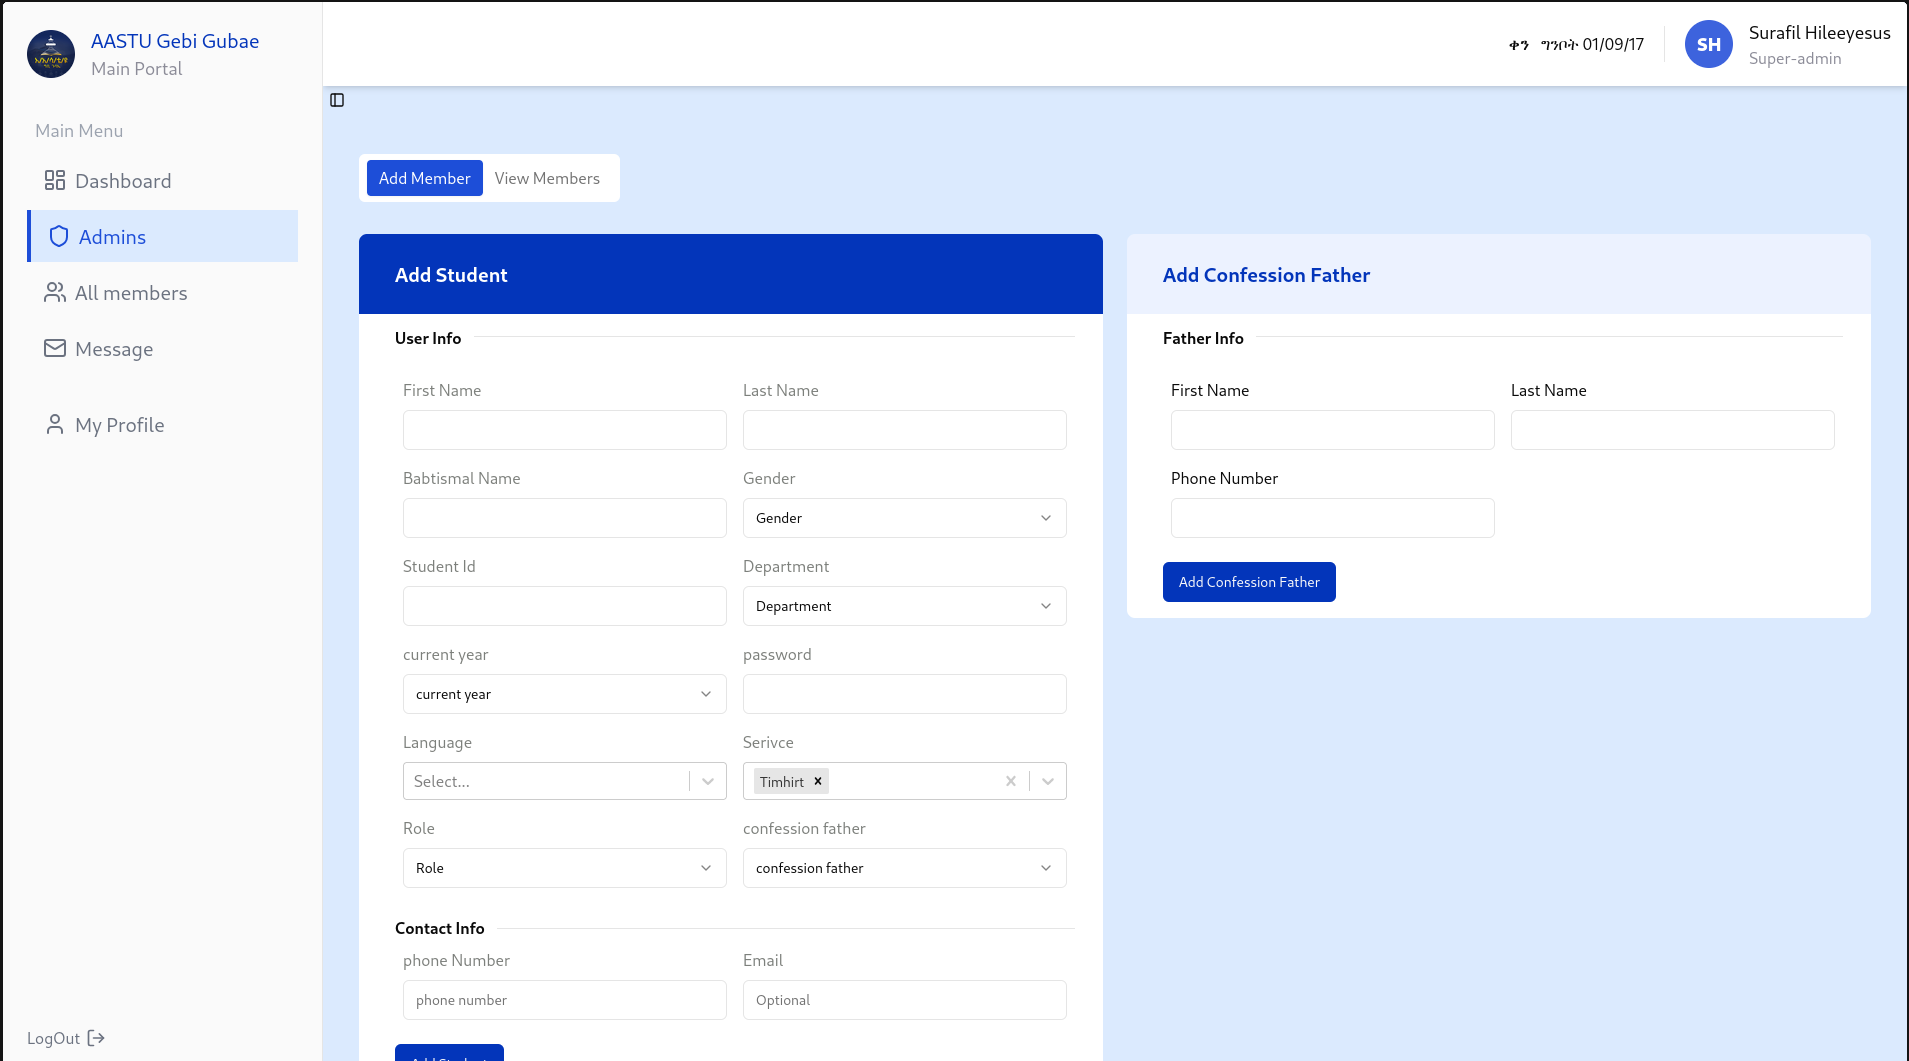 AASTU Gebi Gubae
Main Portal
ቀን ግንቦት 01/09/17
SH
Surafil Hileeyesus
Super-admin
Main Menu
Dashboard
Admins
All members
Message
My Profile
LogOut
Add Member View Members
Add Student
User Info
First Name Last Name
Babtismal Name Gender
Gender
Student Id Department
Department
current year password
current year
Language Serivce
Select... Timhirt
Role confession father
Role confession father
Contact Info
phone Number Email
phone number Optional
Add Student
Add Confession Father
Father Info
First Name Last Name
Phone Number
Add Confession Father